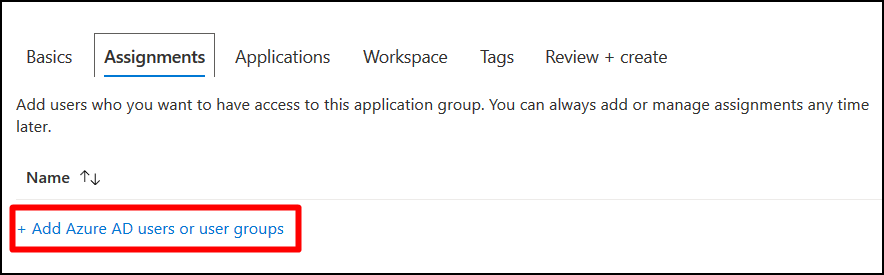 Basics Assignments Applications Workspace Tags Review + create
Add users who you want to have access to this application group. You can always add or manage assignments any time
later.
Name ↑↓
+ Add Azure AD users or user groups